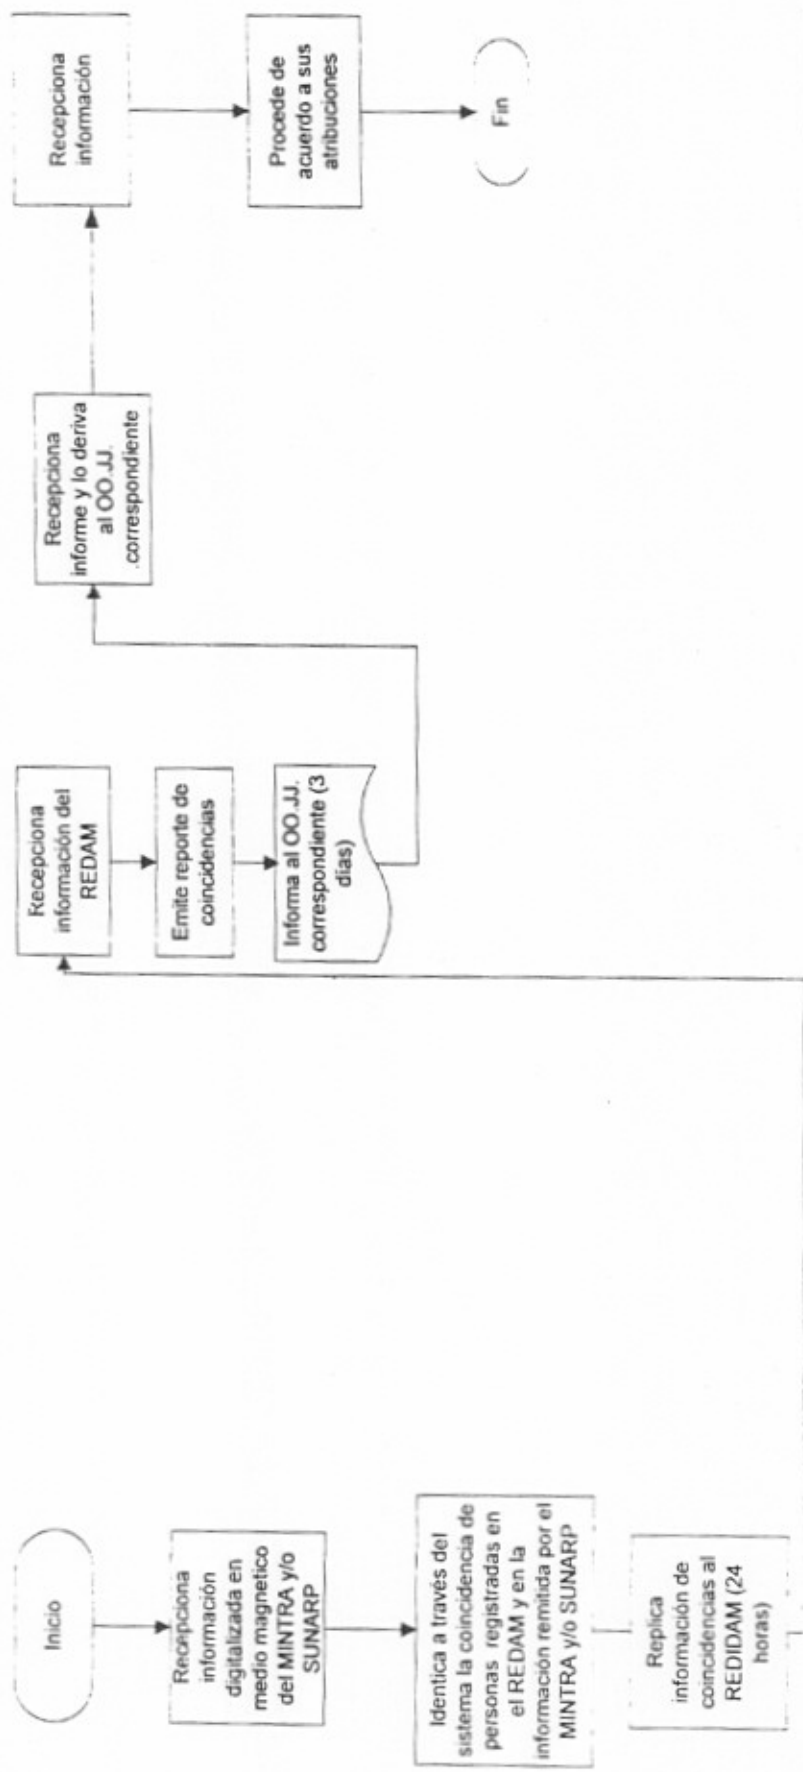 Inicio
Recepciona
información
digitalizada en
medio magnetico
del MINTRA y/o
SUNARP
Identica a través del
sistema la coincidencia de
personas registradas en
el REDAM y en la
información remitida por el
MINTRA y/o SUNARP
Replica
información de
coincidencias al
REDIDAM (24
horas)
Recepciona
información del
REDAM
Emite reporte de
coincidencias
Informa al OO.JJ.
correspondiente (3
días)
Recepciona
informe y lo deriva
al OO.JJ.
.correspondiente
Recepciona
información
Procede de
acuerdo a sus
atribuciones
Fin